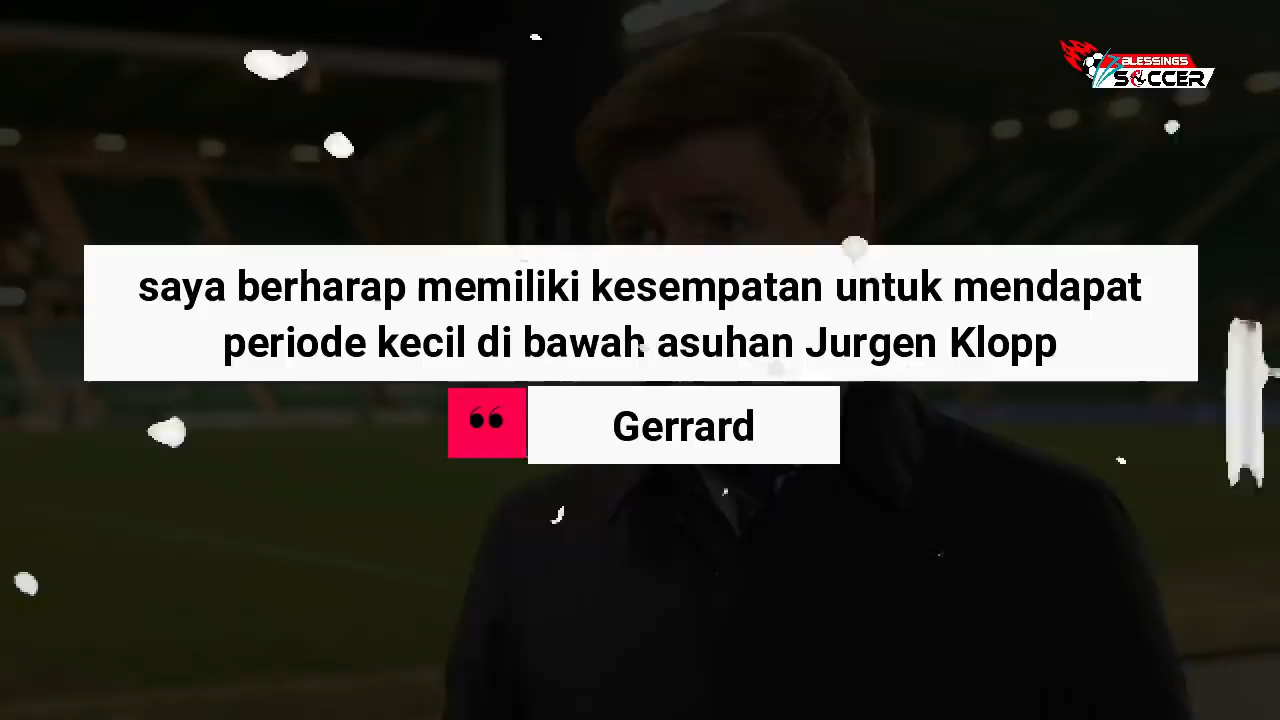 BLESSINGS
SOCCER
saya berharap memiliki kesempatan untuk mendapat
periode kecil di bawah asuhan Jurgen Klopp
“ Gerrard